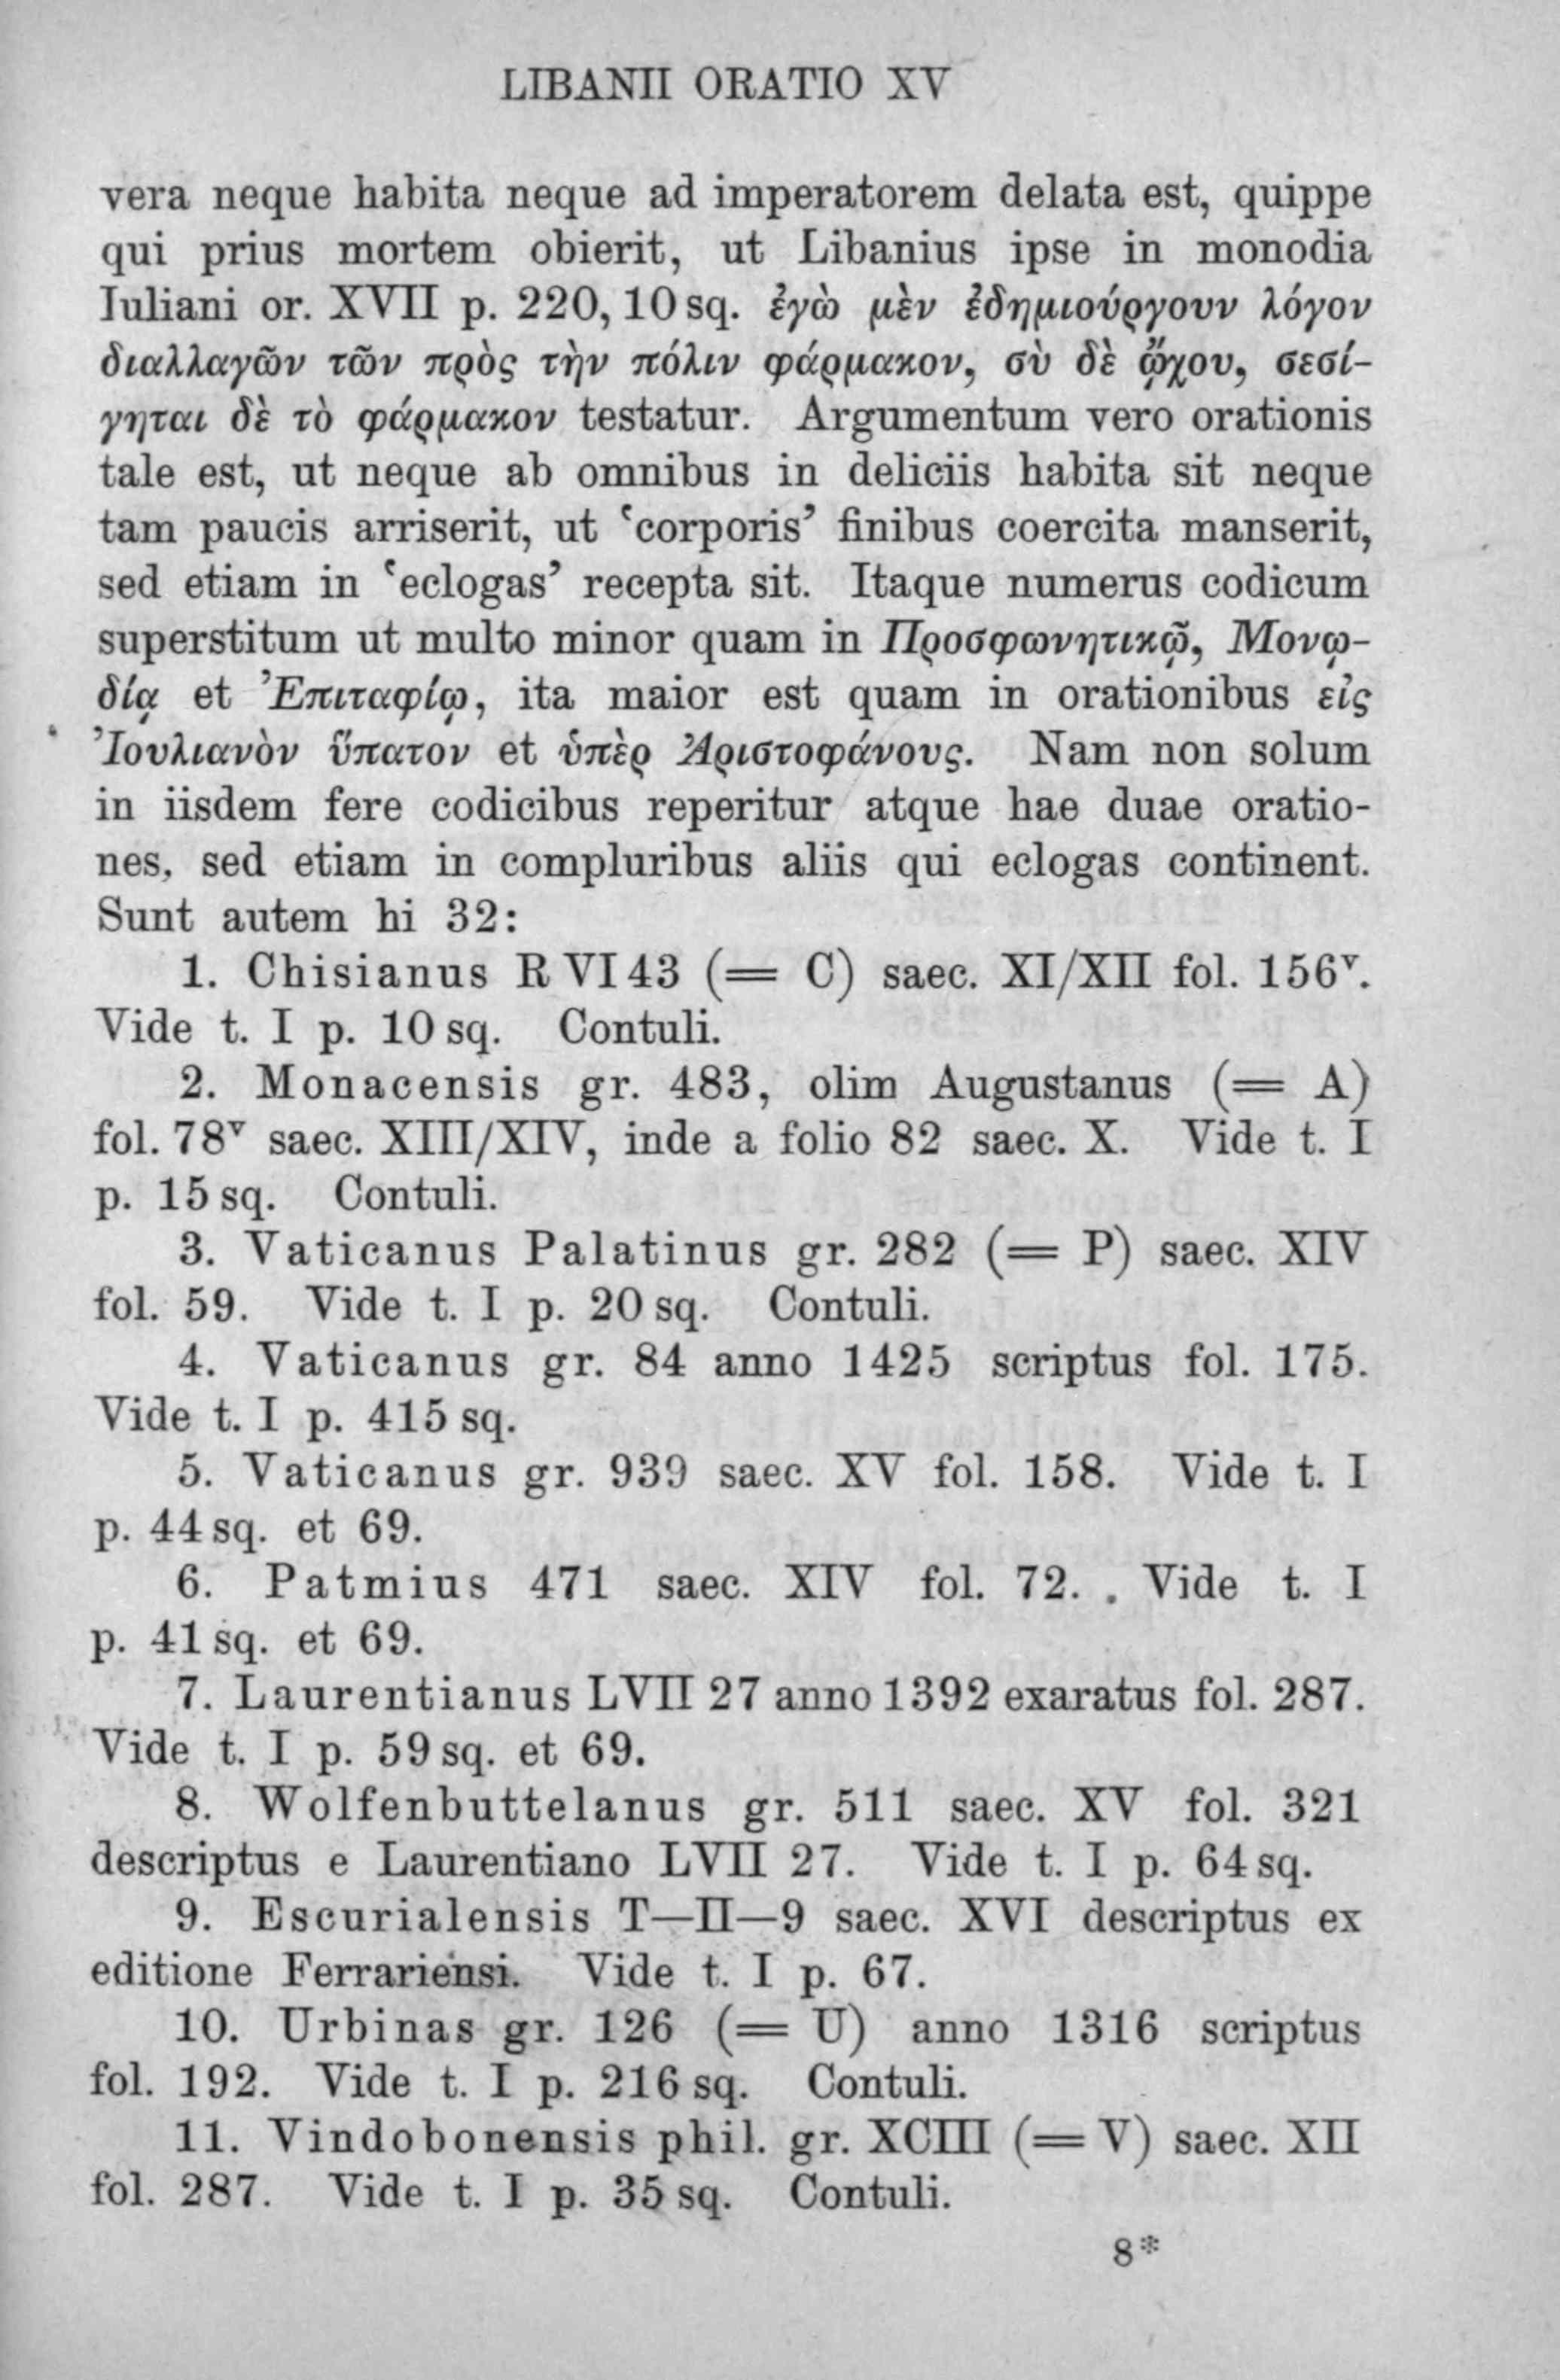 LIBANII ORATIO XV
vera neque habita neque ad imperatorem delata est, quippe
qui prius mortem obierit, ut Libanius ipse in monodia
Iuliani or. XVII p. 220, 10 sq. ἐγὼ μὲν ἐδημιούργουν λόγον
διαλλαγῶν τῶν πρὸς τὴν πόλιν φάρμακον, σὺ δὲ ᾤχου, σεσί-
γηται δὲ τὸ φάρμακον testatur. Argumentum vero orationis
tale est, ut neque ab omnibus in deliciis habita sit neque
tam paucis arriserit, ut ‘corporis’ finibus coercita manserit,
sed etiam in ‘eclogas’ recepta sit. Itaque numerus codicum
superstitum ut multo minor quam in Προσφωνητικῷ, Μονῳ-
δίᾳ et Ἐπιταφίῳ, ita maior est quam in orationibus εἰς
Ἰουλιανὸν ὕπατον et ὑπὲρ Ἀριστοφάνους. Nam non solum
in iisdem fere codicibus reperitur atque hae duae oratio-
nes, sed etiam in compluribus aliis qui eclogas continent.
Sunt autem hi 32:
1. Chisianus R VI 43 (= C) saec. XI/XII fol. 156ᵛ.
Vide t. I p. 10 sq. Contuli.
2. Monacensis gr. 483, olim Augustanus (= A)
fol. 78ᵛ saec. XIII/XIV, inde a folio 82 saec. X. Vide t. I
p. 15 sq. Contuli.
3. Vaticanus Palatinus gr. 282 (= P) saec. XIV
fol. 59. Vide t. I p. 20 sq. Contuli.
4. Vaticanus gr. 84 anno 1425 scriptus fol. 175.
Vide t. I p. 415 sq.
5. Vaticanus gr. 939 saec. XV fol. 158. Vide t. I
p. 44 sq. et 69.
6. Patmius 471 saec. XIV fol. 72. Vide t. I
p. 41 sq. et 69.
7. Laurentianus LVII 27 anno 1392 exaratus fol. 287.
Vide t. I p. 59 sq. et 69.
8. Wolfenbuttelanus gr. 511 saec. XV fol. 321
descriptus e Laurentiano LVII 27. Vide t. I p. 64 sq.
9. Escurialensis T—II—9 saec. XVI descriptus ex
editione Ferrariensi. Vide t. I p. 67.
10. Urbinas gr. 126 (= U) anno 1316 scriptus
fol. 192. Vide t. I p. 216 sq. Contuli.
11. Vindobonensis phil. gr. XCIII (= V) saec. XII
fol. 287. Vide t. I p. 35 sq. Contuli.
8*